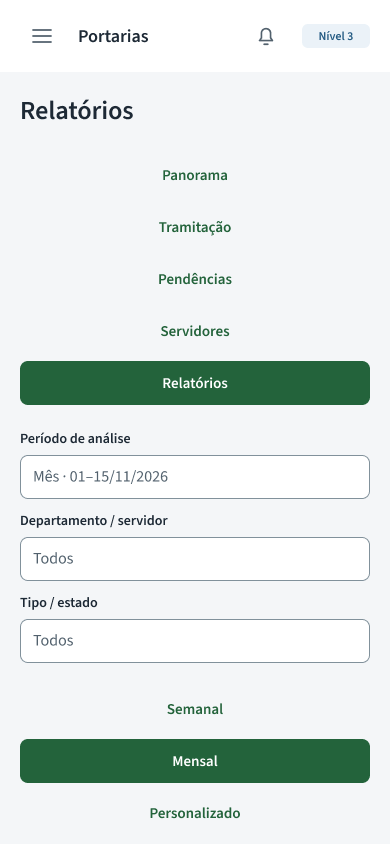 Portarias
Nível 3
Relatórios
Panorama
Tramitação
Pendências
Servidores
Relatórios
Período de análise
Mês · 01–15/11/2026
Departamento / servidor
Todos
Tipo / estado
Todos
Semanal
Mensal
Personalizado